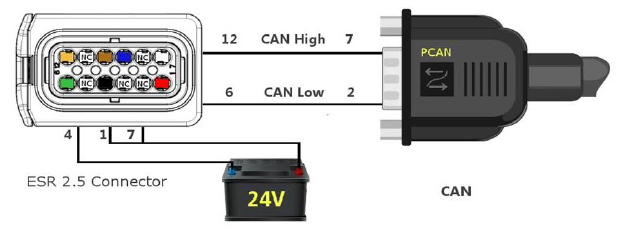 12 CAN High 7
PCAN
NC NC
NC NC NC
6 CAN Low 2
4 1 7
ESR 2.5 Connector
24V
CAN